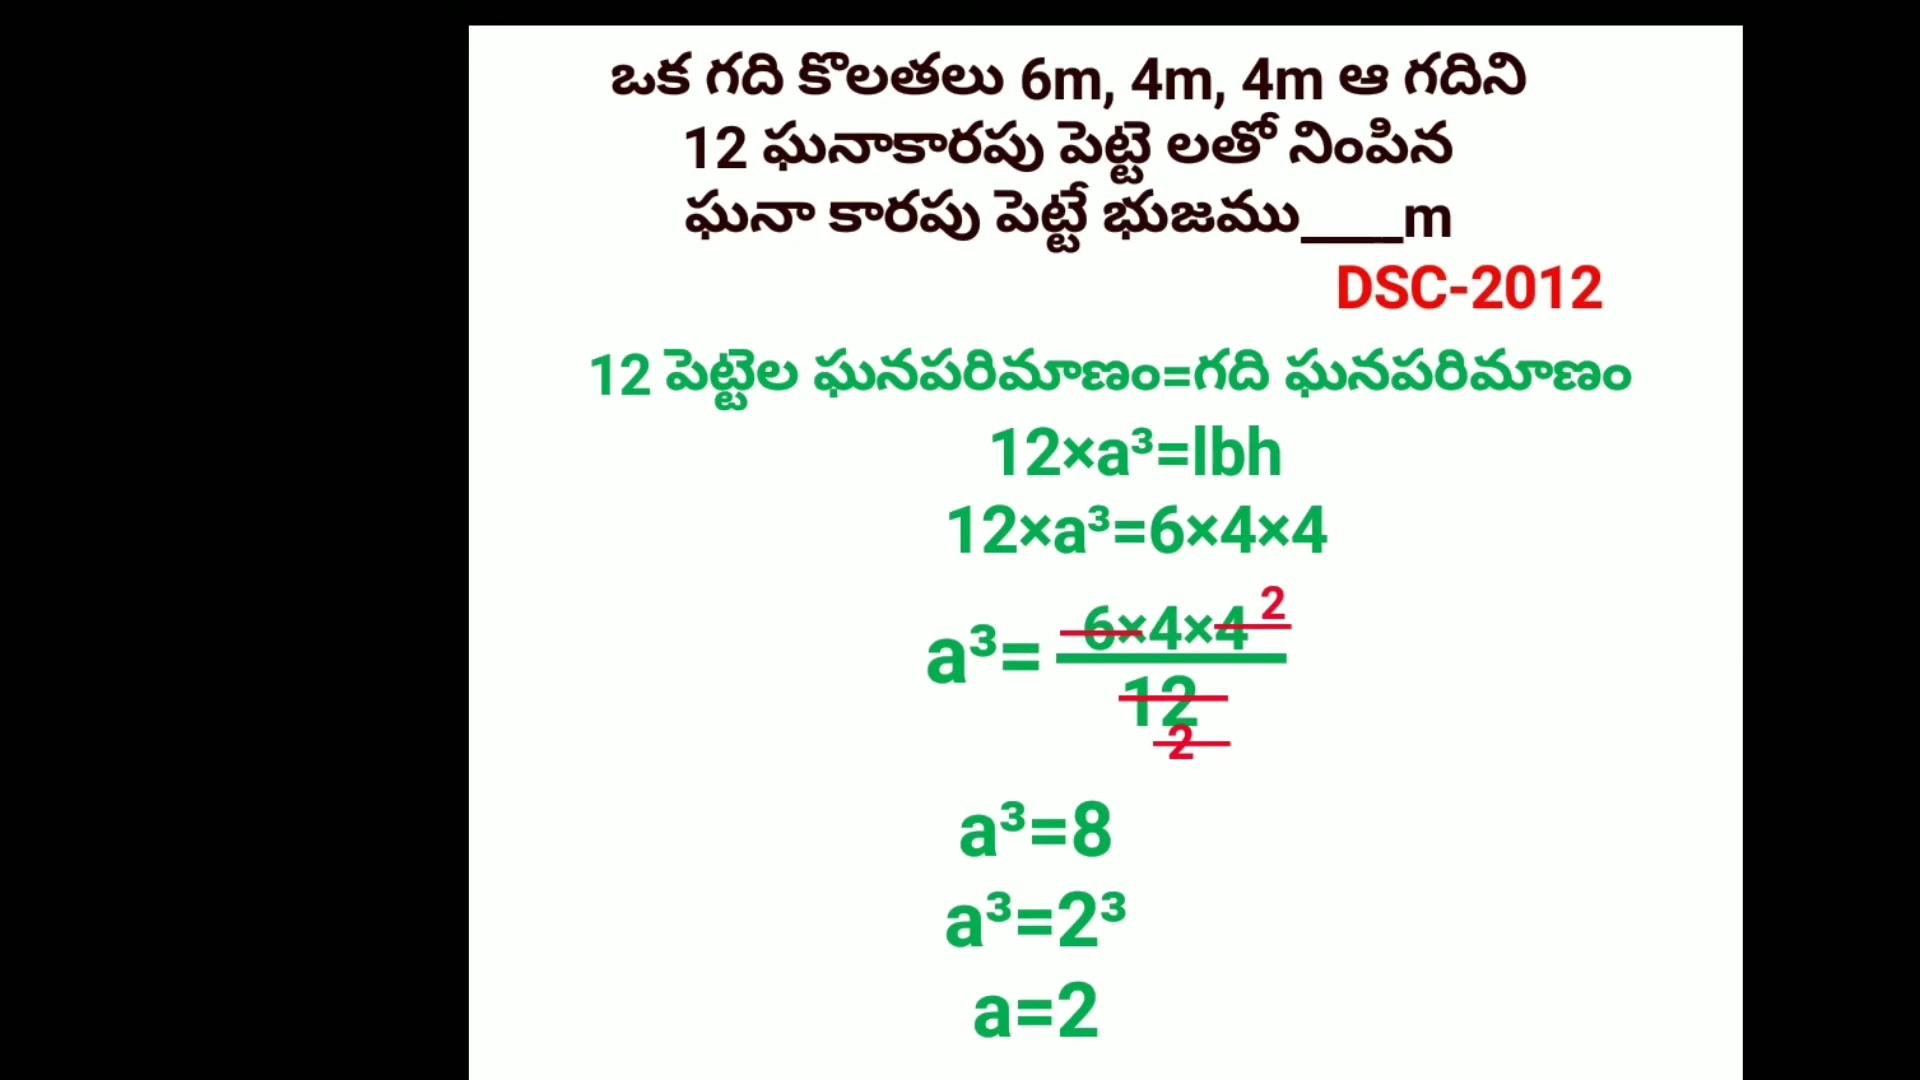 ఒక గది కొలతలు 6m, 4m, 4m ఆ గదిని
12 ఘనాకారపు పెట్టె లతో నింపిన
ఘనా కారపు పెట్టే భుజము____m
DSC-2012
12 పెట్టెల ఘనపరిమాణం=గది ఘనపరిమాణం
12×a³=lbh
12×a³=6×4×4
2
a³= 6×4×4
12
2
a³=8
a³=2³
a=2